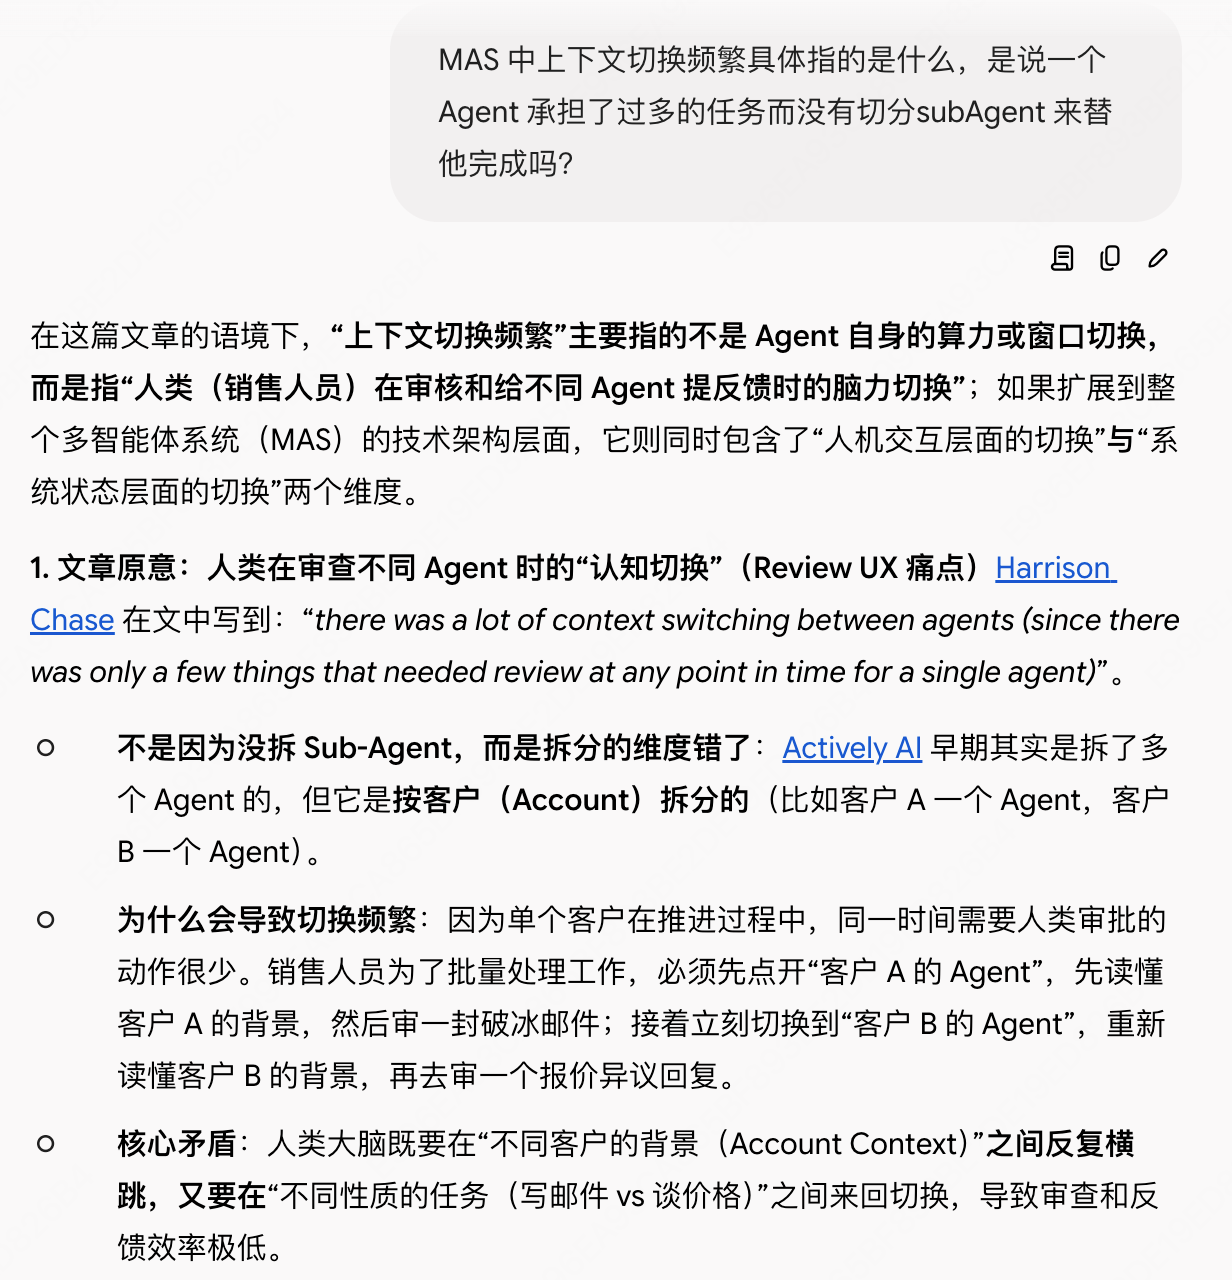 MAS 中上下文切换频繁具体指的是什么，是说一个
Agent 承担了过多的任务而没有切分subAgent 来替
他完成吗？
在这篇文章的语境下，“上下文切换频繁”主要指的不是 Agent 自身的算力或窗口切换，
而是指“人类（销售人员）在审核和给不同 Agent 提反馈时的脑力切换”；如果扩展到整
个多智能体系统（MAS）的技术架构层面，它则同时包含了“人机交互层面的切换”与“系
统状态层面的切换”两个维度。
1. 文章原意：人类在审查不同 Agent 时的“认知切换”（Review UX 痛点）Harrison
Chase 在文中写到：“there was a lot of context switching between agents (since there
was only a few things that needed review at any point in time for a single agent)”。
不是因为没拆 Sub-Agent，而是拆分的维度错了：Actively AI 早期其实是拆了多
个 Agent 的，但它是按客户（Account）拆分的（比如客户 A 一个 Agent，客户
B 一个 Agent）。
为什么会导致切换频繁：因为单个客户在推进过程中，同一时间需要人类审批的
动作很少。销售人员为了批量处理工作，必须先点开“客户 A 的 Agent”，先读懂
客户 A 的背景，然后审一封破冰邮件；接着立刻切换到“客户 B 的 Agent”，重新
读懂客户 B 的背景，再去审一个报价异议回复。
核心矛盾：人类大脑既要在“不同客户的背景（Account Context）”之间反复横
跳，又要在“不同性质的任务（写邮件 vs 谈价格）”之间来回切换，导致审查和反
馈效率极低。